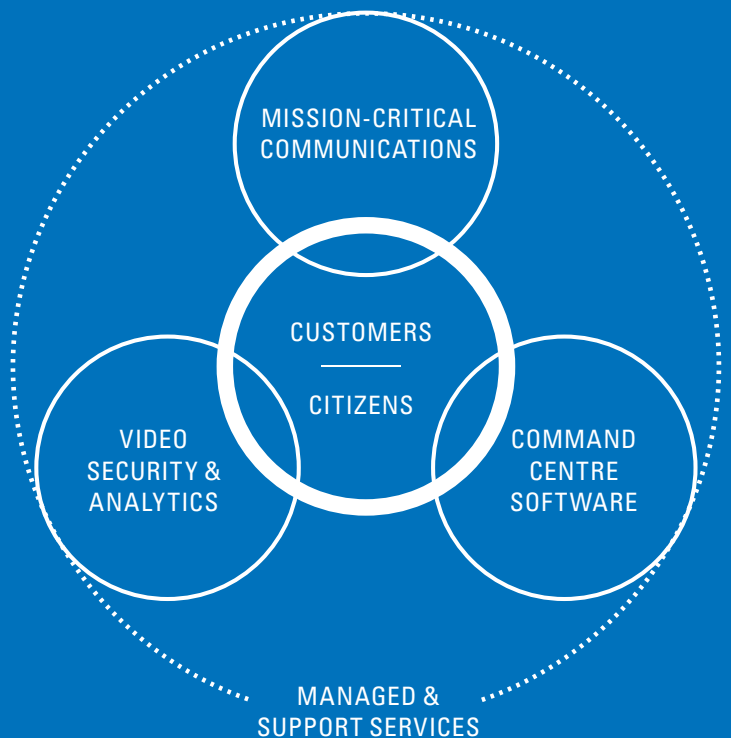 MISSION-CRITICAL
COMMUNICATIONS
CUSTOMERS
CITIZENS
VIDEO
SECURITY &
ANALYTICS
COMMAND
CENTRE
SOFTWARE
MANAGED &
SUPPORT SERVICES